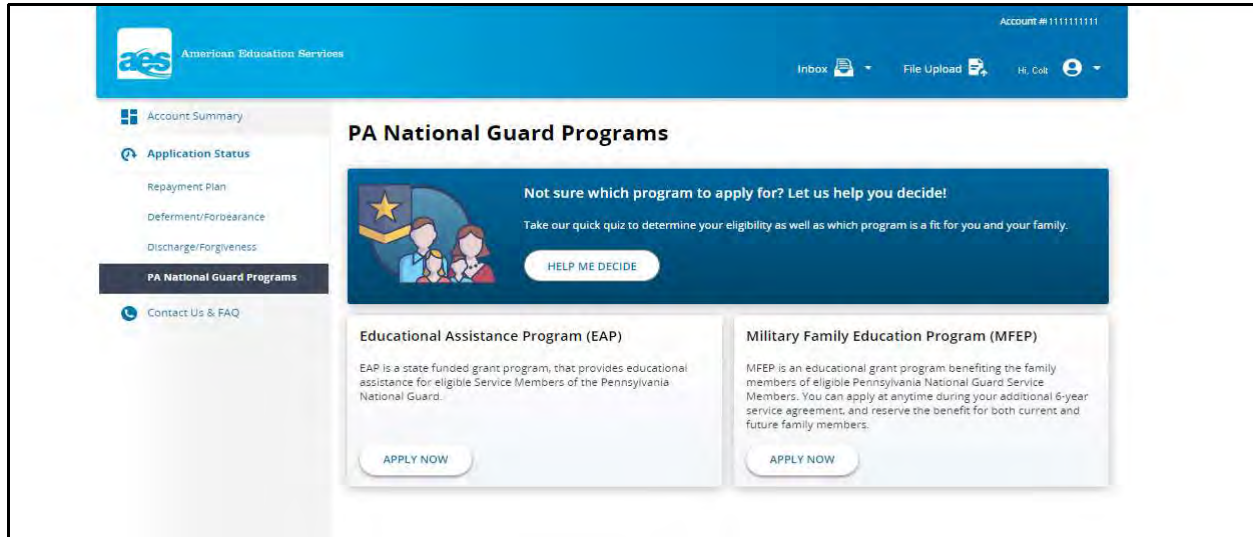 Account #:1111111111
aes American Education Services
Inbox File Upload Hi, Colt
Account Summary
Application Status
Repayment Plan
Deferment/Forbearance
Discharge/Forgiveness
PA National Guard Programs
Contact Us & FAQ
PA National Guard Programs
Not sure which program to apply for? Let us help you decide!
Take our quick quiz to determine your eligibility as well as which program is a fit for you and your family.
HELP ME DECIDE
Educational Assistance Program (EAP)
EAP is a state funded grant program, that provides educational
assistance for eligible Service Members of the Pennsylvania
National Guard.
APPLY NOW
Military Family Education Program (MFEP)
MFEP is an educational grant program benefiting the family
members of eligible Pennsylvania National Guard Service
Members. You can apply at anytime during your additional 6-year
service agreement, and reserve the benefit for both current and
future family members.
APPLY NOW